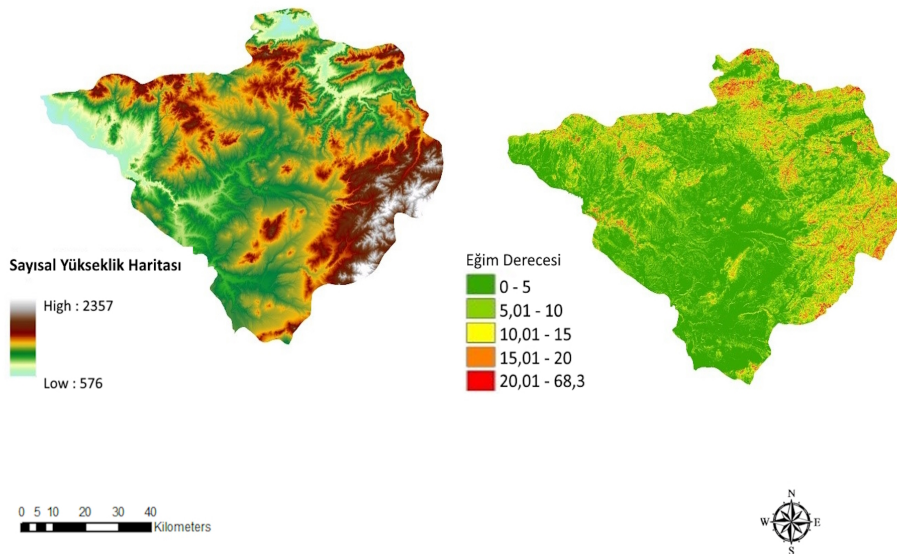 Sayısal Yükseklik Haritası
High : 2357
Low : 576
Eğim Derecesi
0 - 5
5,01 - 10
10,01 - 15
15,01 - 20
20,01 - 68,3
0 5 10 20 30 40
Kilometers
N
W E
S